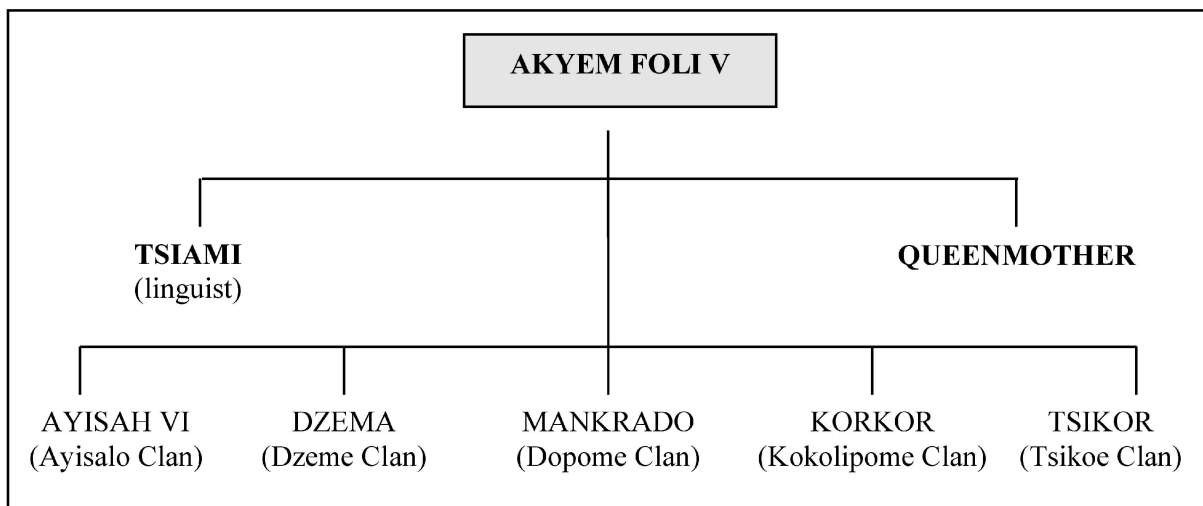 AKYEM FOLI V
TSIAMI
(linguist)
QUEENMOTHER
AYISAH VI
(Ayisalo Clan)
DZEMA
(Dzeme Clan)
MANKRADO
(Dopome Clan)
KORKOR
(Kokolipome Clan)
TSIKOR
(Tsikoe Clan)